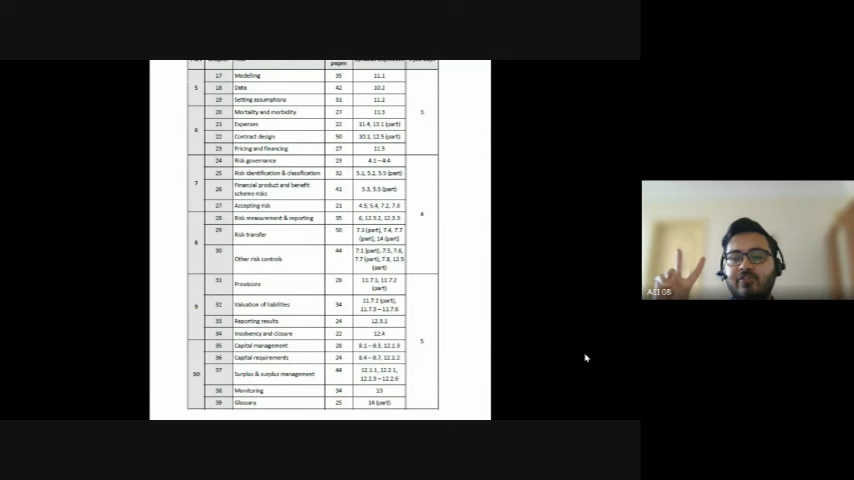 pages
17 Modelling 35 11.1
5 18 Data 42 10.2
19 Setting assumptions 31 11.2
3
20 Mortality and morbidity 27 11.3
6 21 Expenses 22 11.4, 13.1 (part)
22 Contract design 50 10.1, 12.5 (part)
23 Pricing and financing 27 11.5
24 Risk governance 23 4.1 – 4.4
7 25 Risk identification & classification 32 5.1, 5.2, 5.5 (part)
26 Financial product and benefit
scheme risks 41 5.3, 5.5 (part)
27 Accepting risk 21 4.5, 5.4, 7.2, 7.3
4
28 Risk measurement & reporting 35 6, 12.3.2, 12.3.3
8 29 Risk transfer 50 7.1 (part), 7.4, 7.7
(part), 14 (part)
30 Other risk controls 44 7.1 (part), 7.5, 7.6,
7.7 (part), 7.8, 12.5
(part)
31 Provisions 28 11.7.1, 11.7.2
(part)
9 32 Valuation of liabilities 34 11.7.2 (part),
11.7.3 – 11.7.6
33 Reporting results 24 12.3.1
34 Insolvency and closure 22 12.4
5
35 Capital management 28 8.1 – 8.3, 12.1.3
36 Capital requirements 24 8.4 – 8.7, 12.1.2
10 37 Surplus & surplus management 44 12.1.1, 12.2.1,
12.2.3 – 12.2.6
38 Monitoring 34 13
39 Glossary 25 14 (part)
AEI 08